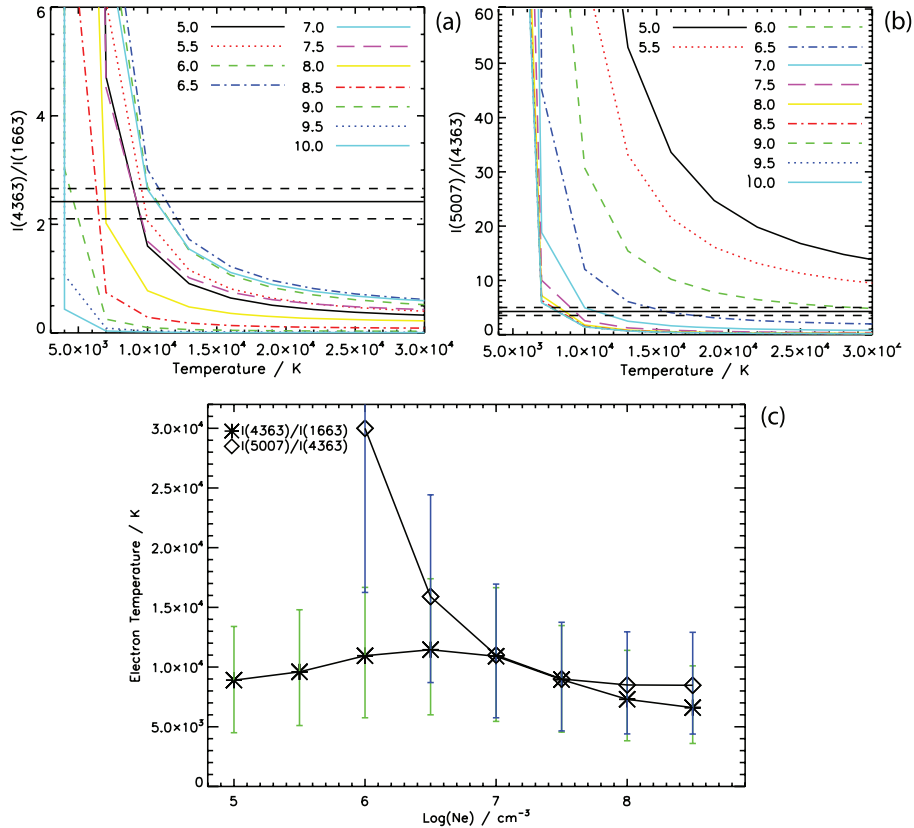 (a)
I(4363)/I(1663)
6
4
2
0
5.0 7.0
5.5 7.5
6.0 8.0
6.5 8.5
9.0
9.5
10.0
5.0×10³ 1.0×10⁴ 1.5×10⁴ 2.0×10⁴ 2.5×10⁴ 3.0×10⁴
Temperature / K
(b)
I(5007)/I(4363)
60
50
40
30
20
10
0
5.0 6.0
5.5 6.5
7.0
7.5
8.0
8.5
9.0
9.5
10.0
5.0×10³ 1.0×10⁴ 1.5×10⁴ 2.0×10⁴ 2.5×10⁴ 3.0×10⁴
Temperature / K
(c)
I(4363)/I(1663)
I(5007)/I(4363)
Electron Temperature / K
3.0×10⁴
2.5×10⁴
2.0×10⁴
1.5×10⁴
1.0×10⁴
5.0×10³
0
5 6 7 8
Log(Ne) / cm⁻³